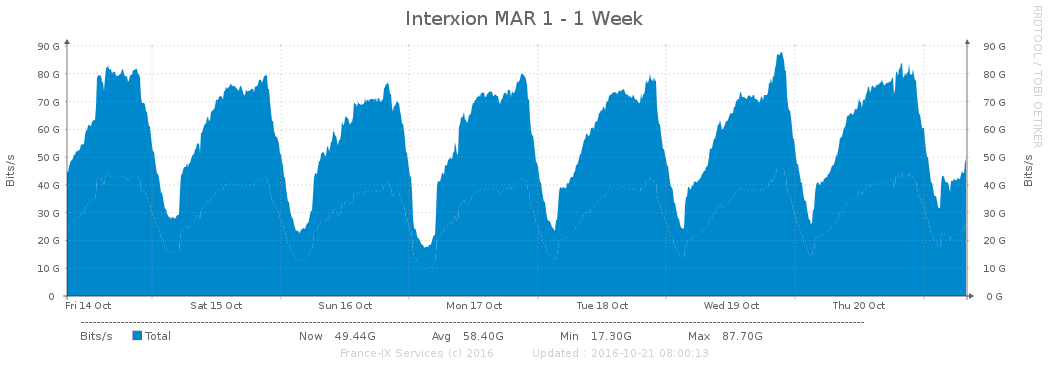 Interxion MAR 1 - 1 Week
RRDTOOL / TOBI OETIKER
Bits/s
90 G 90 G
80 G 80 G
70 G 70 G
60 G 60 G
50 G 50 G
40 G 40 G
30 G 30 G
20 G 20 G
10 G 10 G
0 0 G
Bits/s
Fri 14 Oct Sat 15 Oct Sun 16 Oct Mon 17 Oct Tue 18 Oct Wed 19 Oct Thu 20 Oct
Bits/s Total Now 49.44G Avg 58.40G Min 17.30G Max 87.70G
France-IX Services (c) 2016 Updated : 2016-10-21 08:00:13